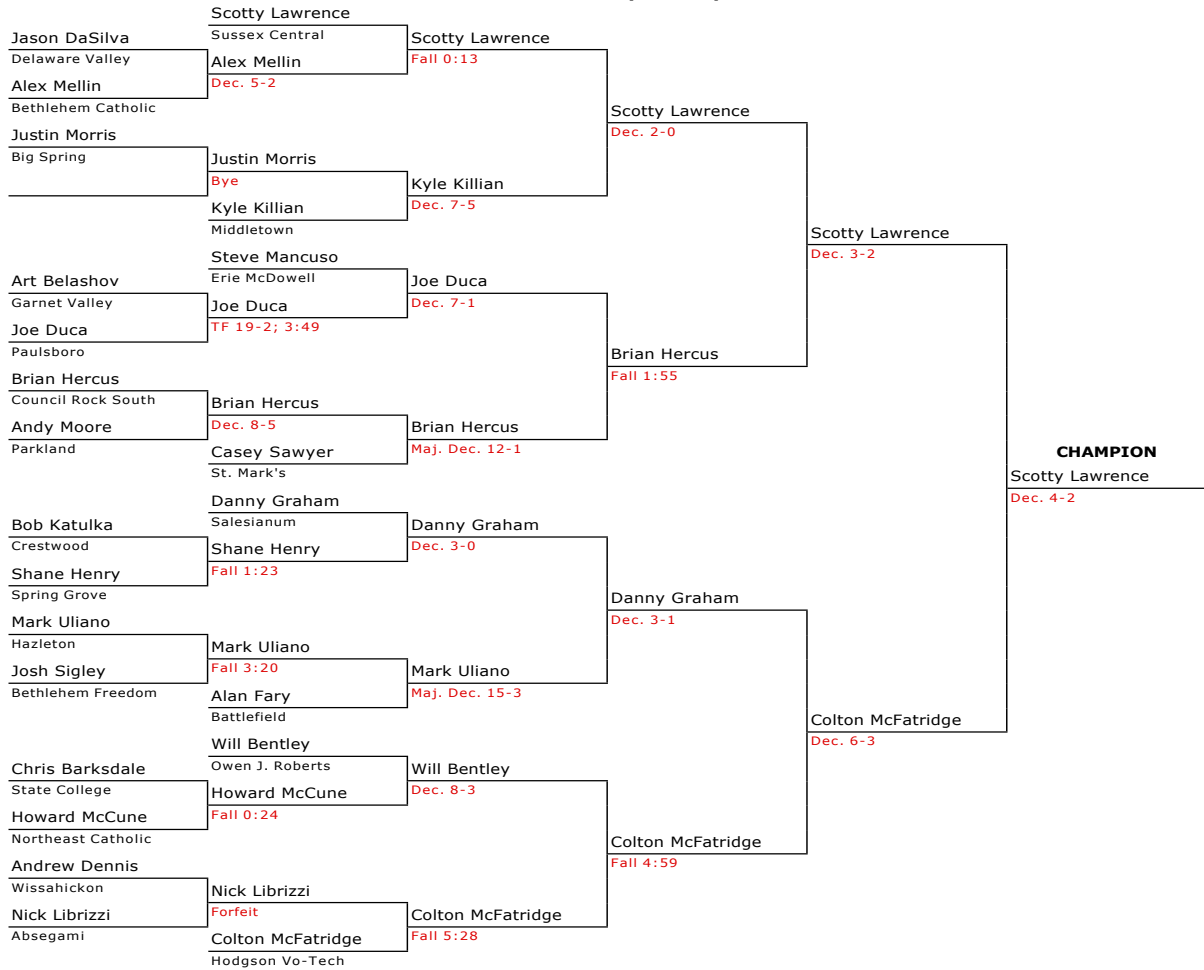 Scotty Lawrence
Sussex Central
Jason DaSilva
Delaware Valley
Alex Mellin
Bethlehem Catholic
Alex Mellin
Dec. 5-2
Scotty Lawrence
Fall 0:13
Justin Morris
Big Spring
Justin Morris
Bye
Kyle Killian
Middletown
Kyle Killian
Dec. 7-5
Scotty Lawrence
Dec. 2-0
Steve Mancuso
Erie McDowell
Art Belashov
Garnet Valley
Joe Duca
Paulsboro
Joe Duca
TF 19-2; 3:49
Joe Duca
Dec. 7-1
Brian Hercus
Council Rock South
Andy Moore
Parkland
Brian Hercus
Dec. 8-5
Casey Sawyer
St. Mark's
Brian Hercus
Maj. Dec. 12-1
Brian Hercus
Fall 1:55
Scotty Lawrence
Dec. 3-2
Danny Graham
Salesianum
Bob Katulka
Crestwood
Shane Henry
Spring Grove
Shane Henry
Fall 1:23
Danny Graham
Dec. 3-0
Mark Uliano
Hazleton
Josh Sigley
Bethlehem Freedom
Mark Uliano
Fall 3:20
Alan Fary
Battlefield
Mark Uliano
Maj. Dec. 15-3
Danny Graham
Dec. 3-1
Will Bentley
Owen J. Roberts
Chris Barksdale
State College
Howard McCune
Northeast Catholic
Howard McCune
Fall 0:24
Will Bentley
Dec. 8-3
Andrew Dennis
Wissahickon
Nick Librizzi
Absegami
Nick Librizzi
Forfeit
Colton McFatridge
Hodgson Vo-Tech
Colton McFatridge
Fall 5:28
Colton McFatridge
Fall 4:59
Colton McFatridge
Dec. 6-3
CHAMPION
Scotty Lawrence
Dec. 4-2